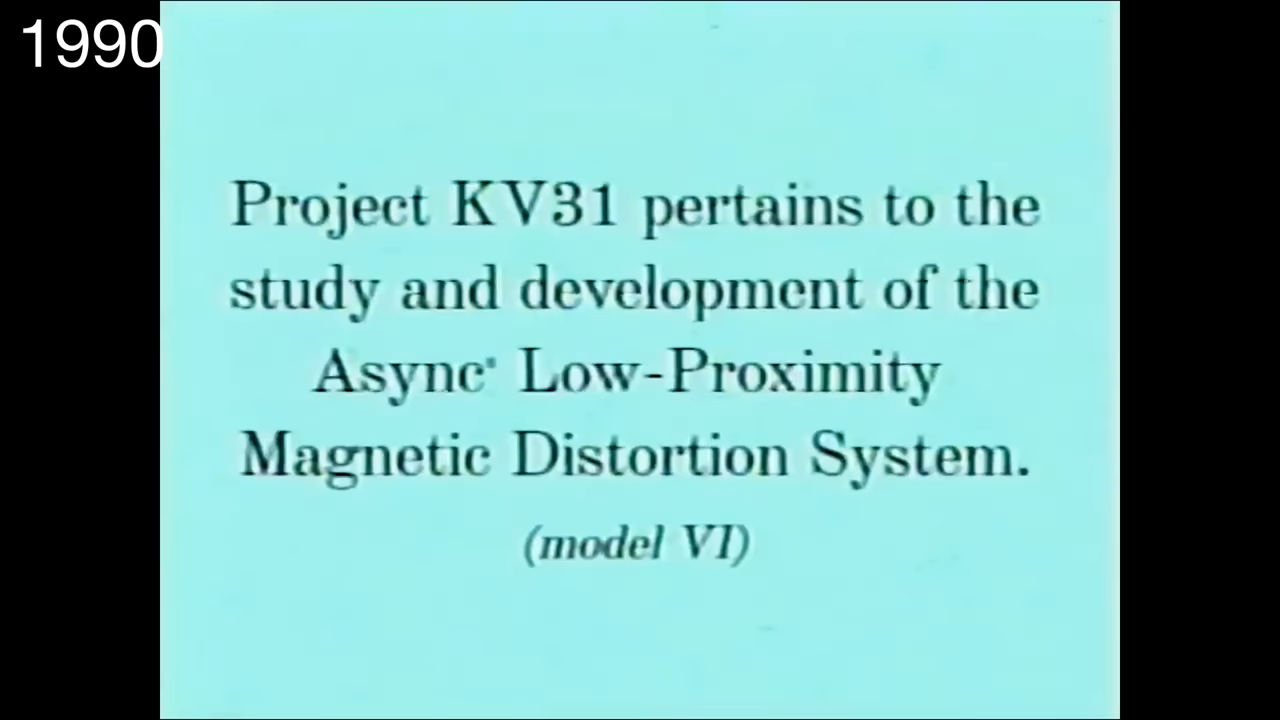 1990
Project KV31 pertains to the
study and development of the
Async® Low-Proximity
Magnetic Distortion System.
(model VI)